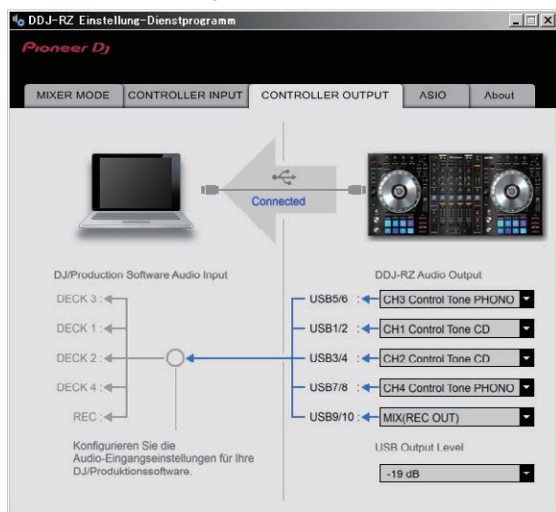 DDJ-RZ Einstellung-Dienstprogramm
Pioneer Dj
MIXER MODE CONTROLLER INPUT CONTROLLER OUTPUT ASIO About
Connected
DJ/Production Software Audio Input
DDJ-RZ Audio Output
DECK 3 :
USB5/6 : CH3 Control Tone PHONO
DECK 1 :
USB1/2 : CH1 Control Tone CD
DECK 2 :
USB3/4 : CH2 Control Tone CD
DECK 4 :
USB7/8 : CH4 Control Tone PHONO
REC :
USB9/10 : MIX(REC OUT)
Konfigurieren Sie die
Audio-Eingangseinstellungen für Ihre
DJ/Produktionssoftware.
USB Output Level
-19 dB